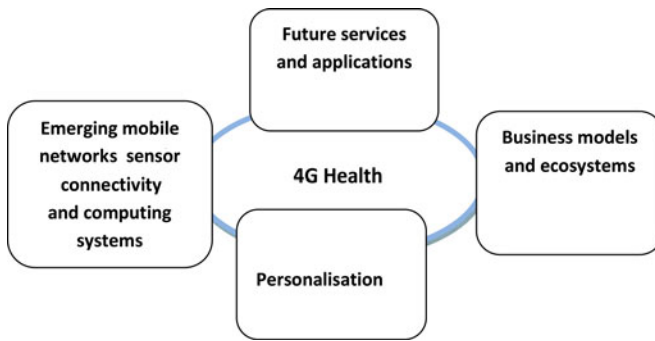 Future services
and applications
Emerging mobile
networks sensor
connectivity
and computing
systems
4G Health
Business models
and ecosystems
Personalisation